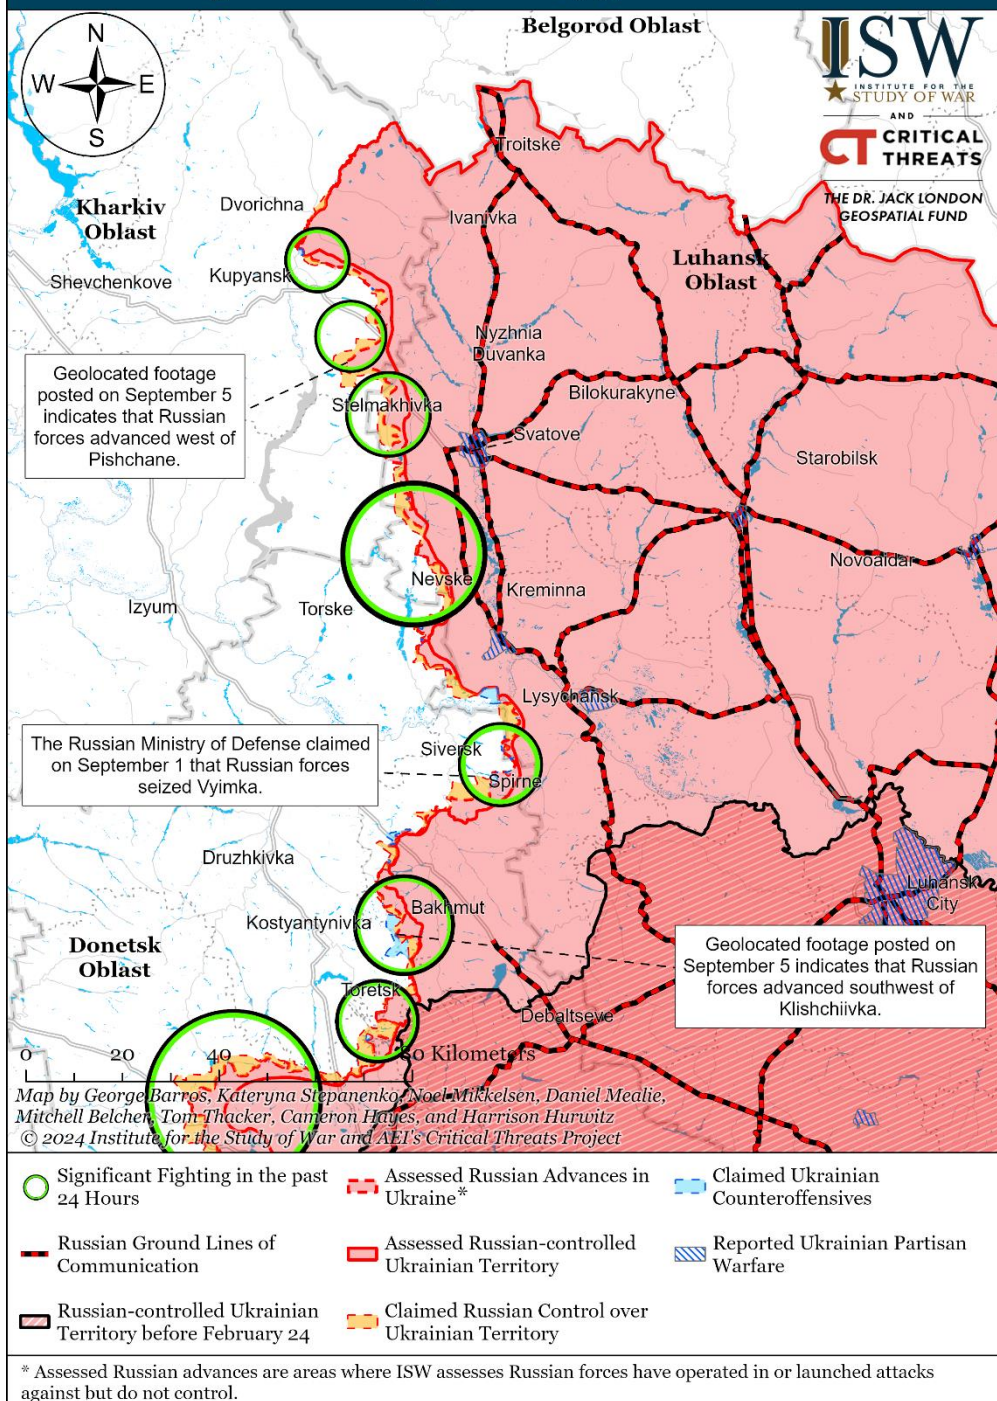 Belgorod Oblast
ISW
INSTITUTE FOR THE
STUDY OF WAR
AND
CT CRITICAL
THREATS
THE DR. JACK LONDON
GEOSPATIAL FUND
N
W
E
S
Troitske
Dvorichna
Kharkiv
Oblast
Ivanivka
Luhansk
Oblast
Shevchenkove
Kupyansk
Nyzhnia
Duvanka
Geolocated footage
posted on September 5
indicates that Russian
forces advanced west of
Pishchane.
Bilokurakyne
Stelmakhivka
Svatove
Starobilsk
Novoaidar
Nevske
Kreminna
Izyum
Torske
Lysychansk
The Russian Ministry of Defense claimed
on September 1 that Russian forces
seized Vyimka.
Siversk
Spirne
Druzhkivka
Luhansk
City
Bakhmut
Kostyantynivka
Donetsk
Oblast
Geolocated footage posted on
September 5 indicates that Russian
forces advanced southwest of
Klishchiivka.
Toretsk
Debaltseve
0 20 40 80 Kilometers
Map by George Barros, Kateryna Stepanenko, Noel Mikkelsen, Daniel Mealie,
Mitchell Belcher, Tom Thacker, Cameron Hayes, and Harrison Hurwitz
© 2024 Institute for the Study of War and AEI's Critical Threats Project
Significant Fighting in the past
24 Hours
Russian Ground Lines of
Communication
Russian-controlled Ukrainian
Territory before February 24
Assessed Russian Advances in
Ukraine*
Assessed Russian-controlled
Ukrainian Territory
Claimed Russian Control over
Ukrainian Territory
Claimed Ukrainian
Counteroffensives
Reported Ukrainian Partisan
Warfare
* Assessed Russian advances are areas where ISW assesses Russian forces have operated in or launched attacks
against but do not control.